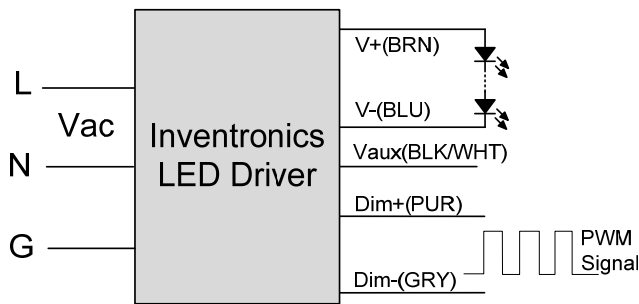 L
Vac
N
G
Inventronics
LED Driver
V+(BRN)
V-(BLU)
Vaux(BLK/WHT)
Dim+(PUR)
Dim-(GRY)
PWM
Signal